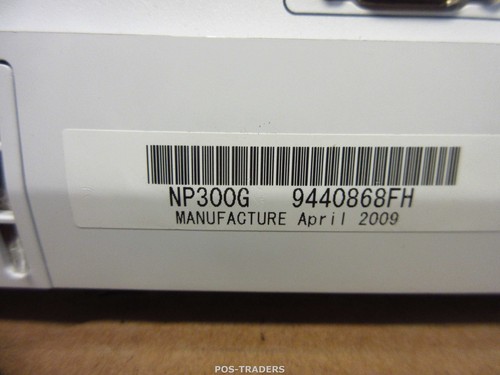 NP300G 9440868FH
MANUFACTURE April 2009
POS-TRADERS